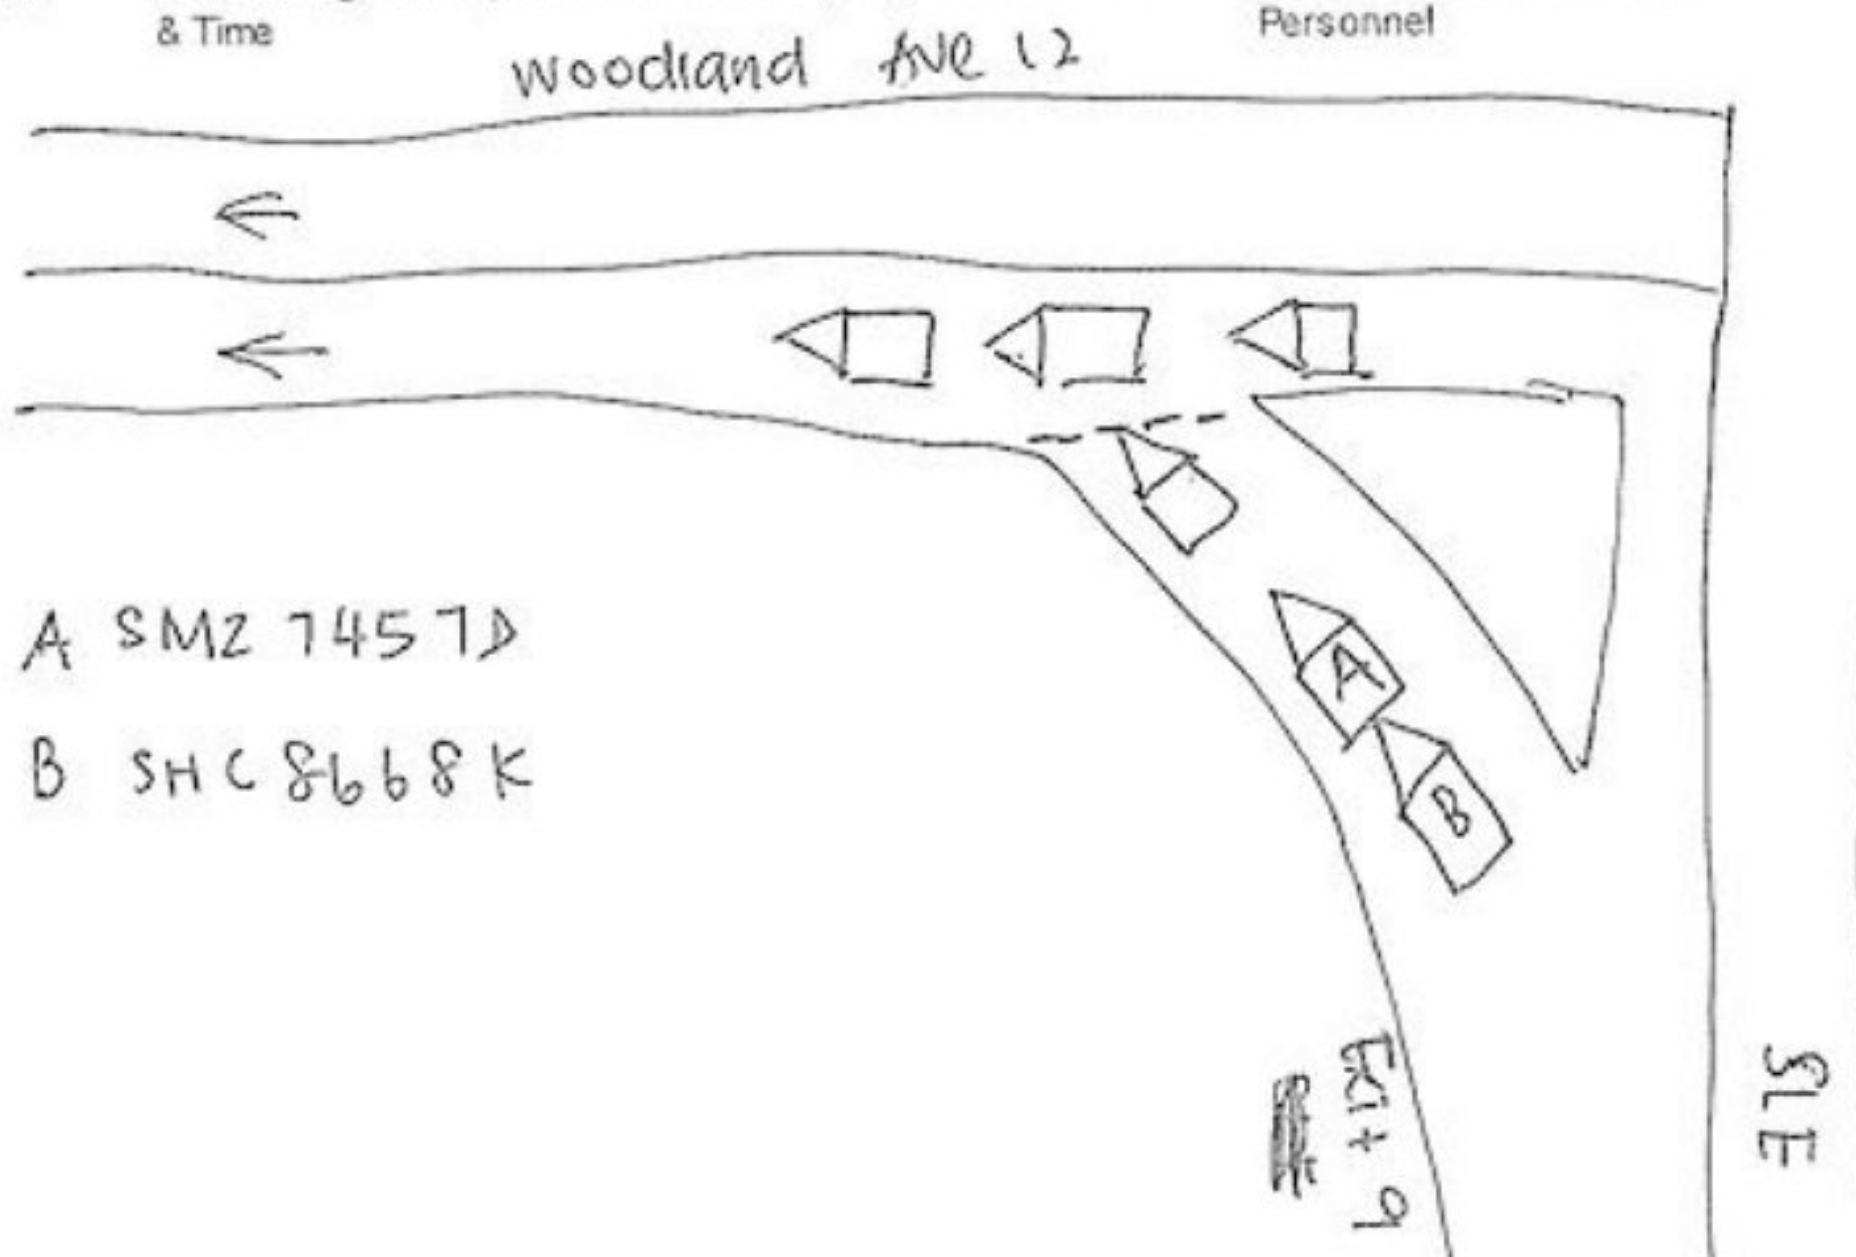 & Time
Personnel
Woodland Ave 12
A SMZ 7457D
B SHC 8668K
A
B
Exit 9
SLE